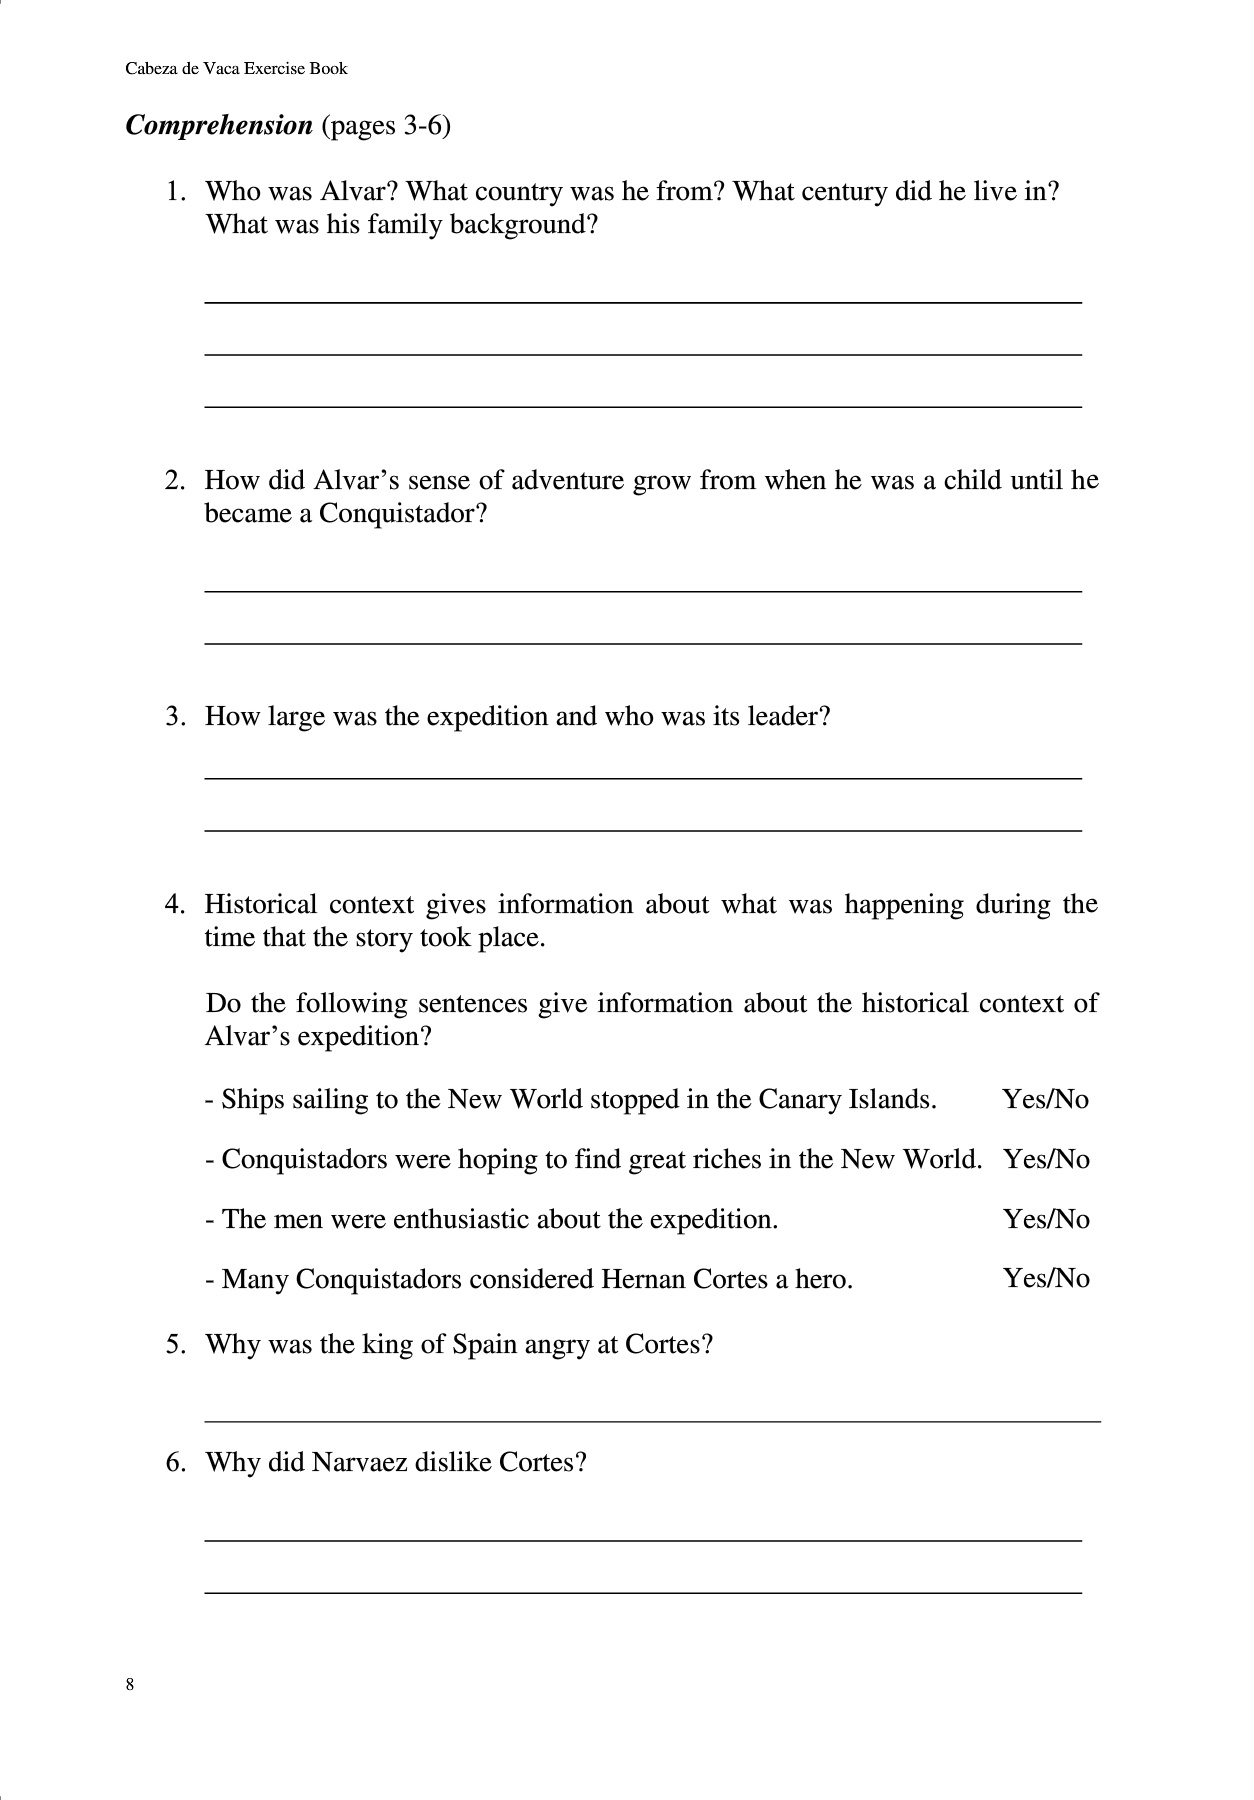 Cabeza de Vaca Exercise Book
Comprehension (pages 3-6)
1. Who was Alvar? What country was he from? What century did he live in?
What was his family background?
2. How did Alvar’s sense of adventure grow from when he was a child until he
became a Conquistador?
3. How large was the expedition and who was its leader?
4. Historical context gives information about what was happening during the
time that the story took place.
Do the following sentences give information about the historical context of
Alvar’s expedition?
- Ships sailing to the New World stopped in the Canary Islands. Yes/No
- Conquistadors were hoping to find great riches in the New World. Yes/No
- The men were enthusiastic about the expedition. Yes/No
- Many Conquistadors considered Hernan Cortes a hero. Yes/No
5. Why was the king of Spain angry at Cortes?
6. Why did Narvaez dislike Cortes?
8